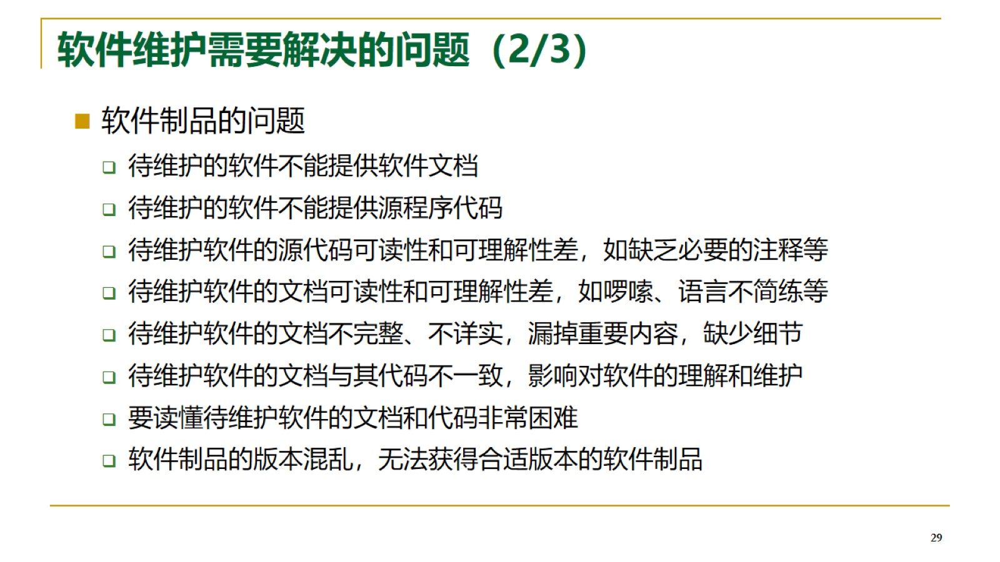 软件维护需要解决的问题（2/3）
软件制品的问题
待维护的软件不能提供软件文档
待维护的软件不能提供源程序代码
待维护软件的源代码可读性和可理解性差，如缺乏必要的注释等
待维护软件的文档可读性和可理解性差，如啰嗦、语言不简练等
待维护软件的文档不完整、不详实，漏掉重要内容，缺少细节
待维护软件的文档与其代码不一致，影响对软件的理解和维护
要读懂待维护软件的文档和代码非常困难
软件制品的版本混乱，无法获得合适版本的软件制品
29